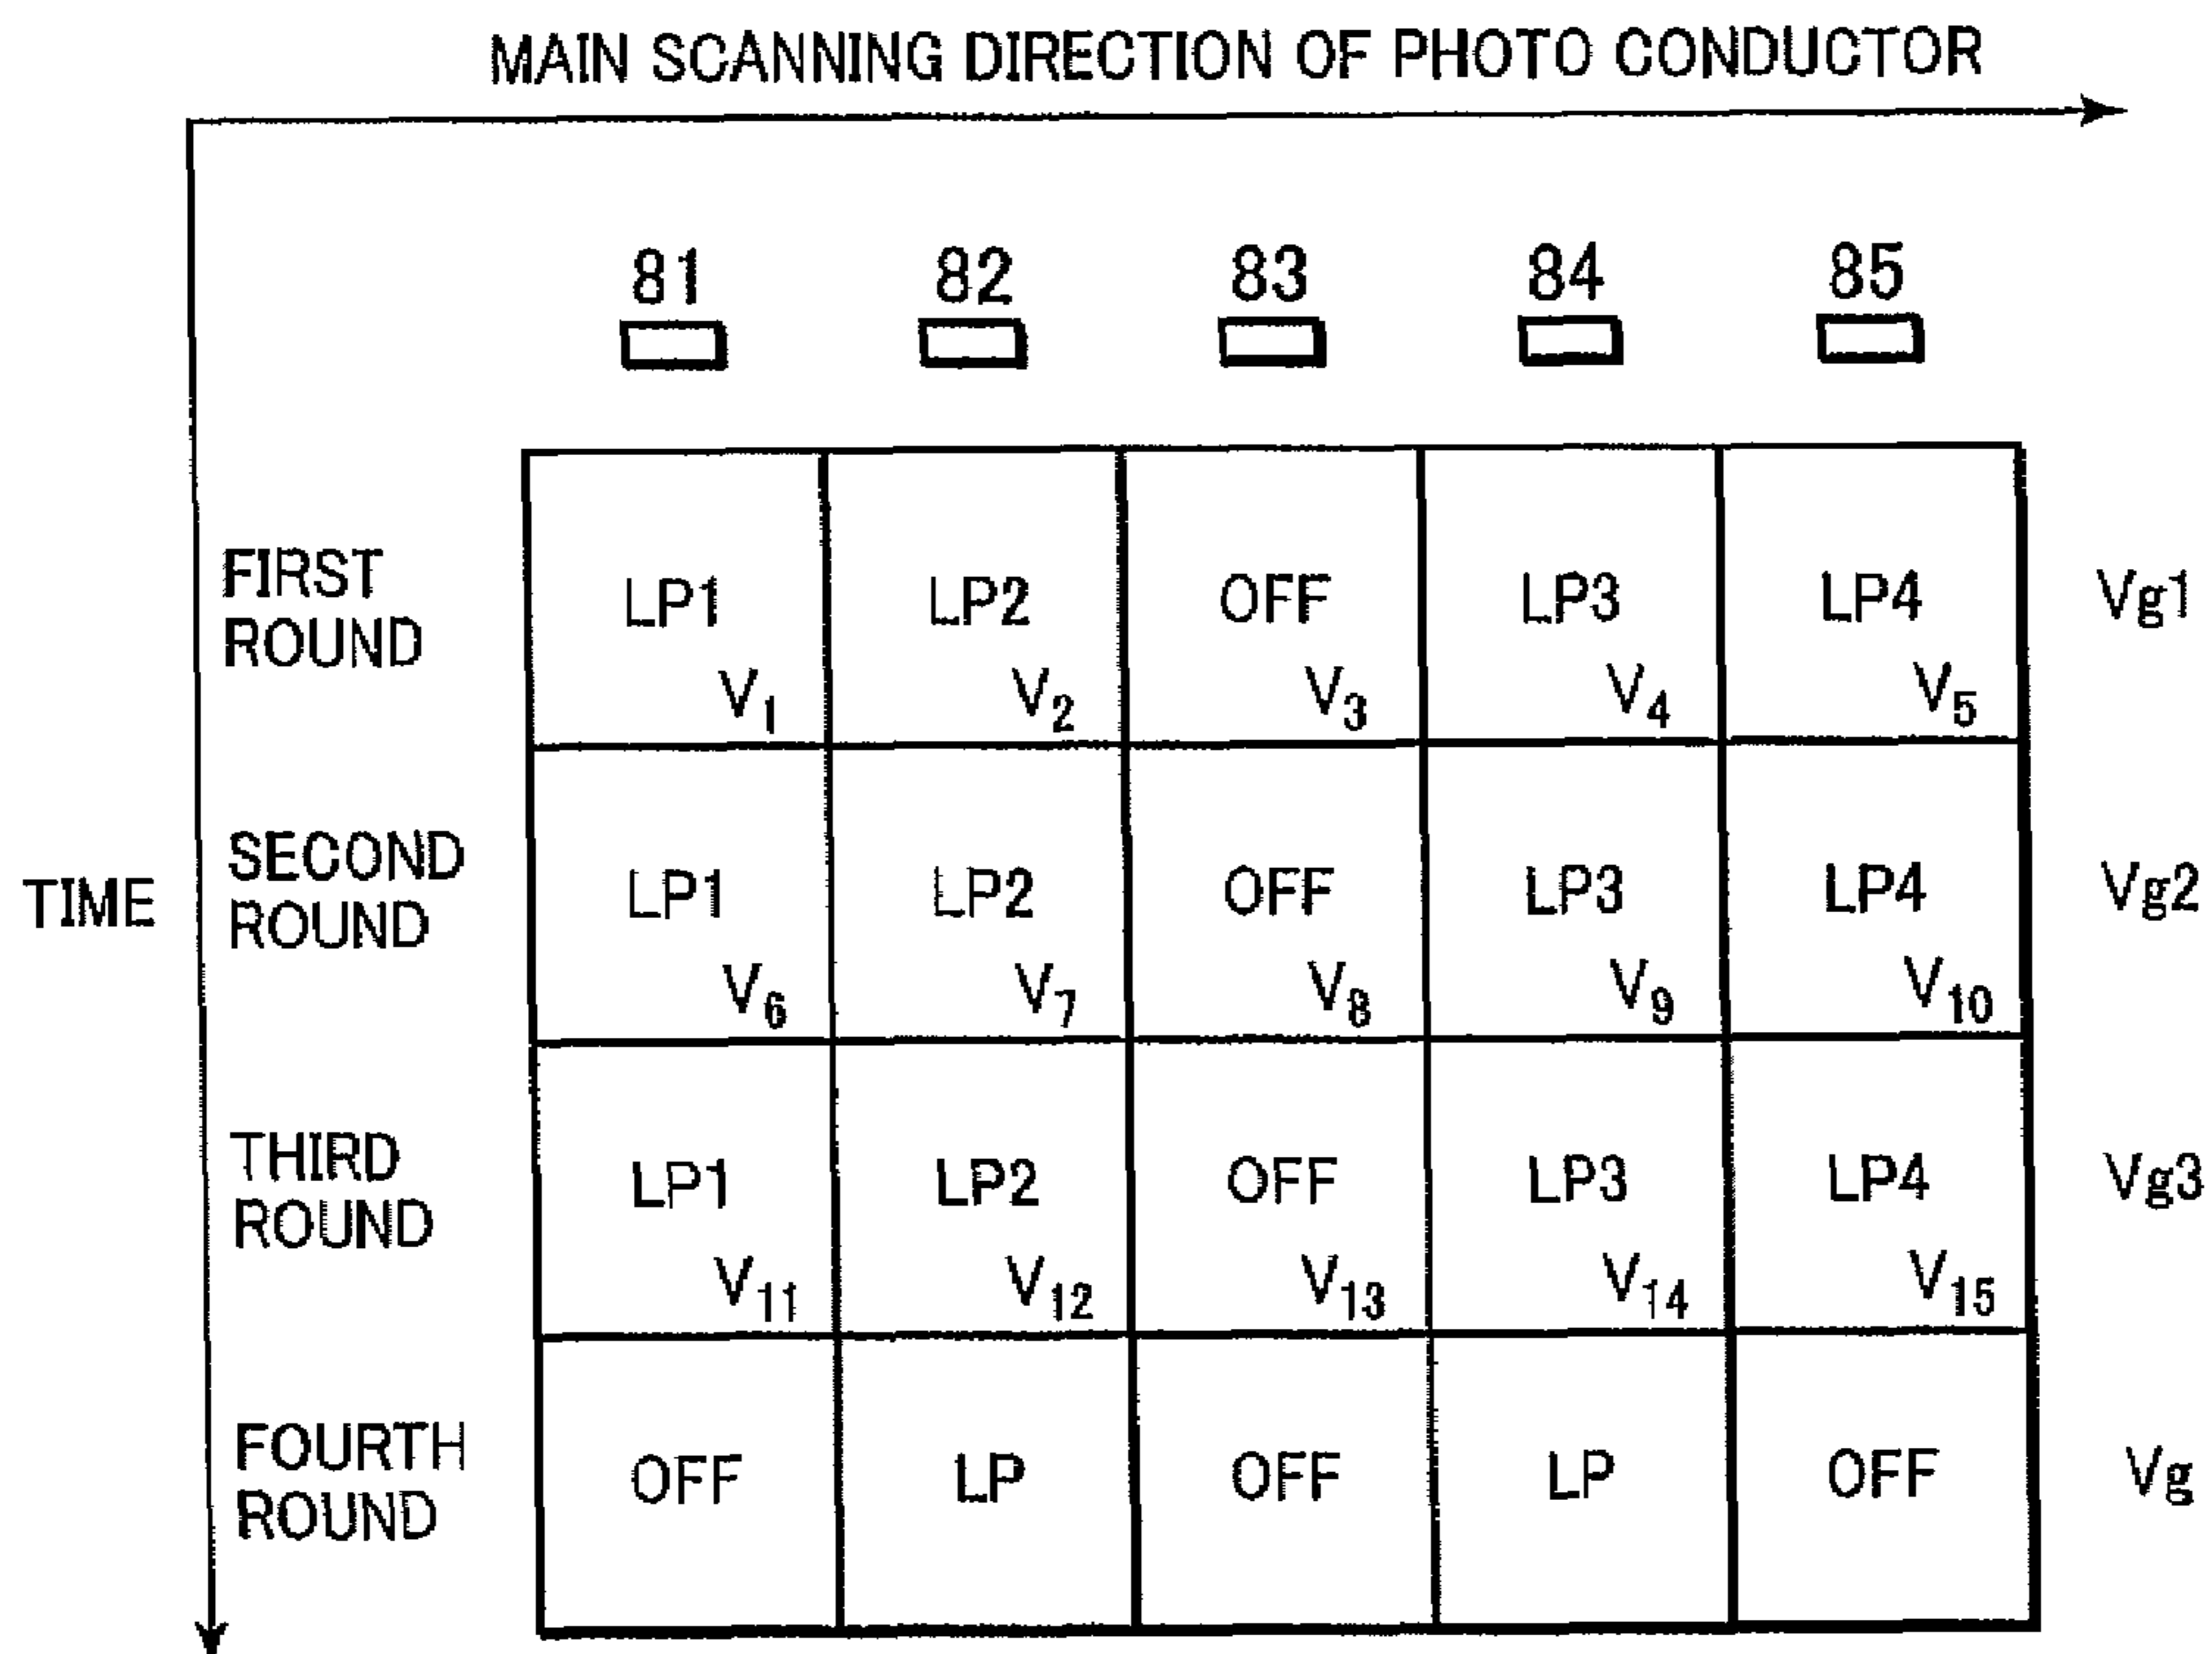 MAIN SCANNING DIRECTION OF PHOTO CONDUCTOR
81 82 83 84 85
FIRST
ROUND
LP1 LP2 OFF LP3 LP4 Vg1
V1 V2 V3 V4 V5
TIME
SECOND
ROUND
LP1 LP2 OFF LP3 LP4 Vg2
V6 V7 V8 V9 V10
THIRD
ROUND
LP1 LP2 OFF LP3 LP4 Vg3
V11 V12 V13 V14 V15
FOURTH
ROUND
OFF LP OFF LP OFF Vg